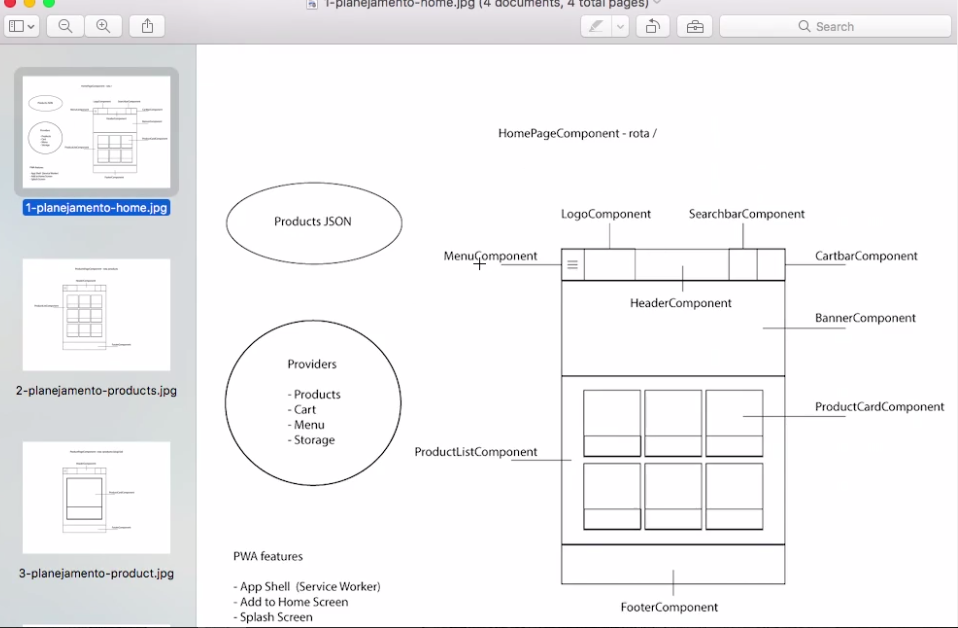 1-planejamento-home.jpg (4 documents, 4 total pages)
Search
1-planejamento-home.jpg
2-planejamento-products.jpg
3-planejamento-product.jpg
HomePageComponent - rota /
Products JSON
LogoComponent
SearchbarComponent
MenuComponent
CartbarComponent
HeaderComponent
BannerComponent
Providers
- Products
- Cart
- Menu
- Storage
ProductCardComponent
ProductListComponent
PWA features
- App Shell (Service Worker)
- Add to Home Screen
- Splash Screen
FooterComponent